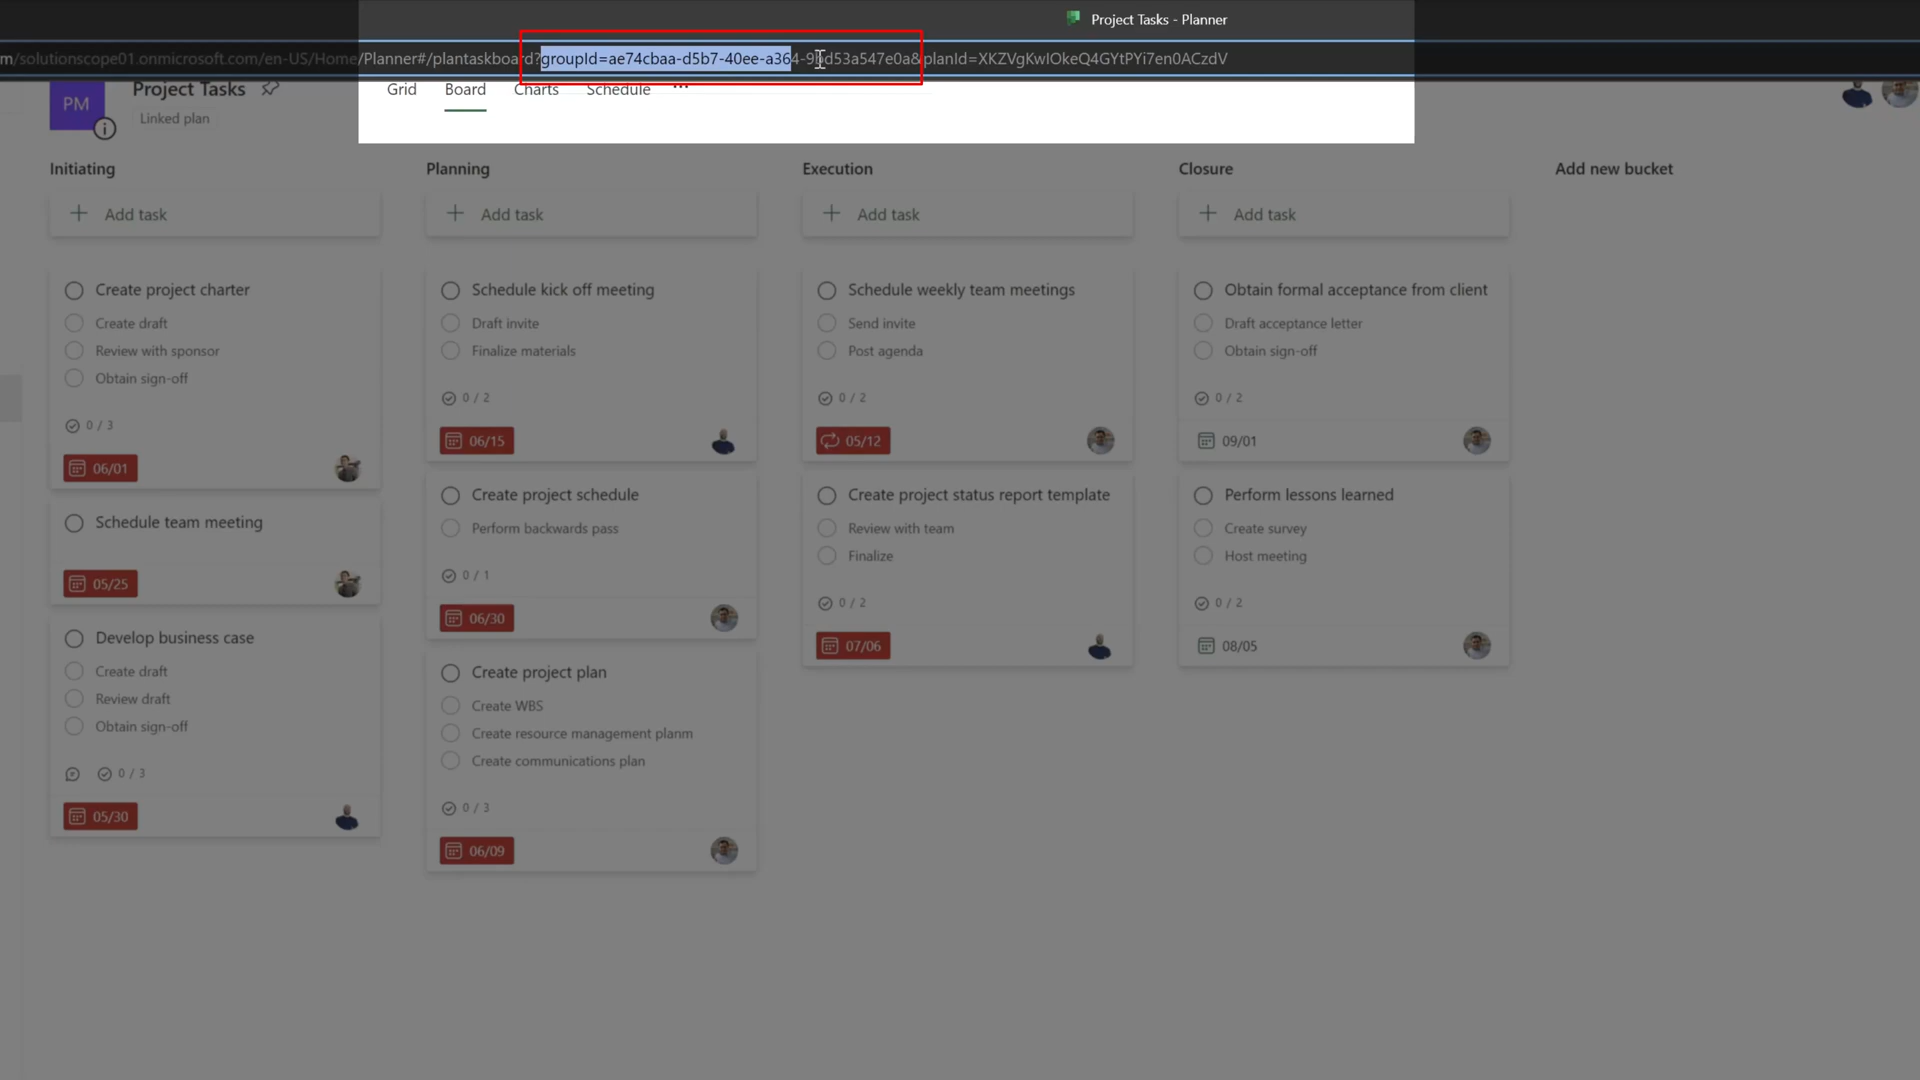 Project Tasks - Planner
m/solutionscope01.onmicrosoft.com/en-US/Home/Planner#/plantaskboard?groupId=ae74cbaa-d5b7-40ee-a364-9bd53a547e0a&planId=XKZVgKwIOkeQ4GYtPYi7en0ACzdV
PM
Project Tasks
Linked plan
Grid Board Charts Schedule ...
Initiating
Add task
Create project charter
Create draft
Review with sponsor
Obtain sign-off
0 / 3
06/01
Schedule team meeting
05/25
Develop business case
Create draft
Review draft
Obtain sign-off
0 / 3
05/30
Planning
Add task
Schedule kick off meeting
Draft invite
Finalize materials
0 / 2
06/15
Create project schedule
Perform backwards pass
0 / 1
06/30
Create project plan
Create WBS
Create resource management planm
Create communications plan
0 / 3
06/09
Execution
Add task
Schedule weekly team meetings
Send invite
Post agenda
0 / 2
05/12
Create project status report template
Review with team
Finalize
0 / 2
07/06
Closure
Add task
Obtain formal acceptance from client
Draft acceptance letter
Obtain sign-off
0 / 2
09/01
Perform lessons learned
Create survey
Host meeting
0 / 2
08/05
Add new bucket